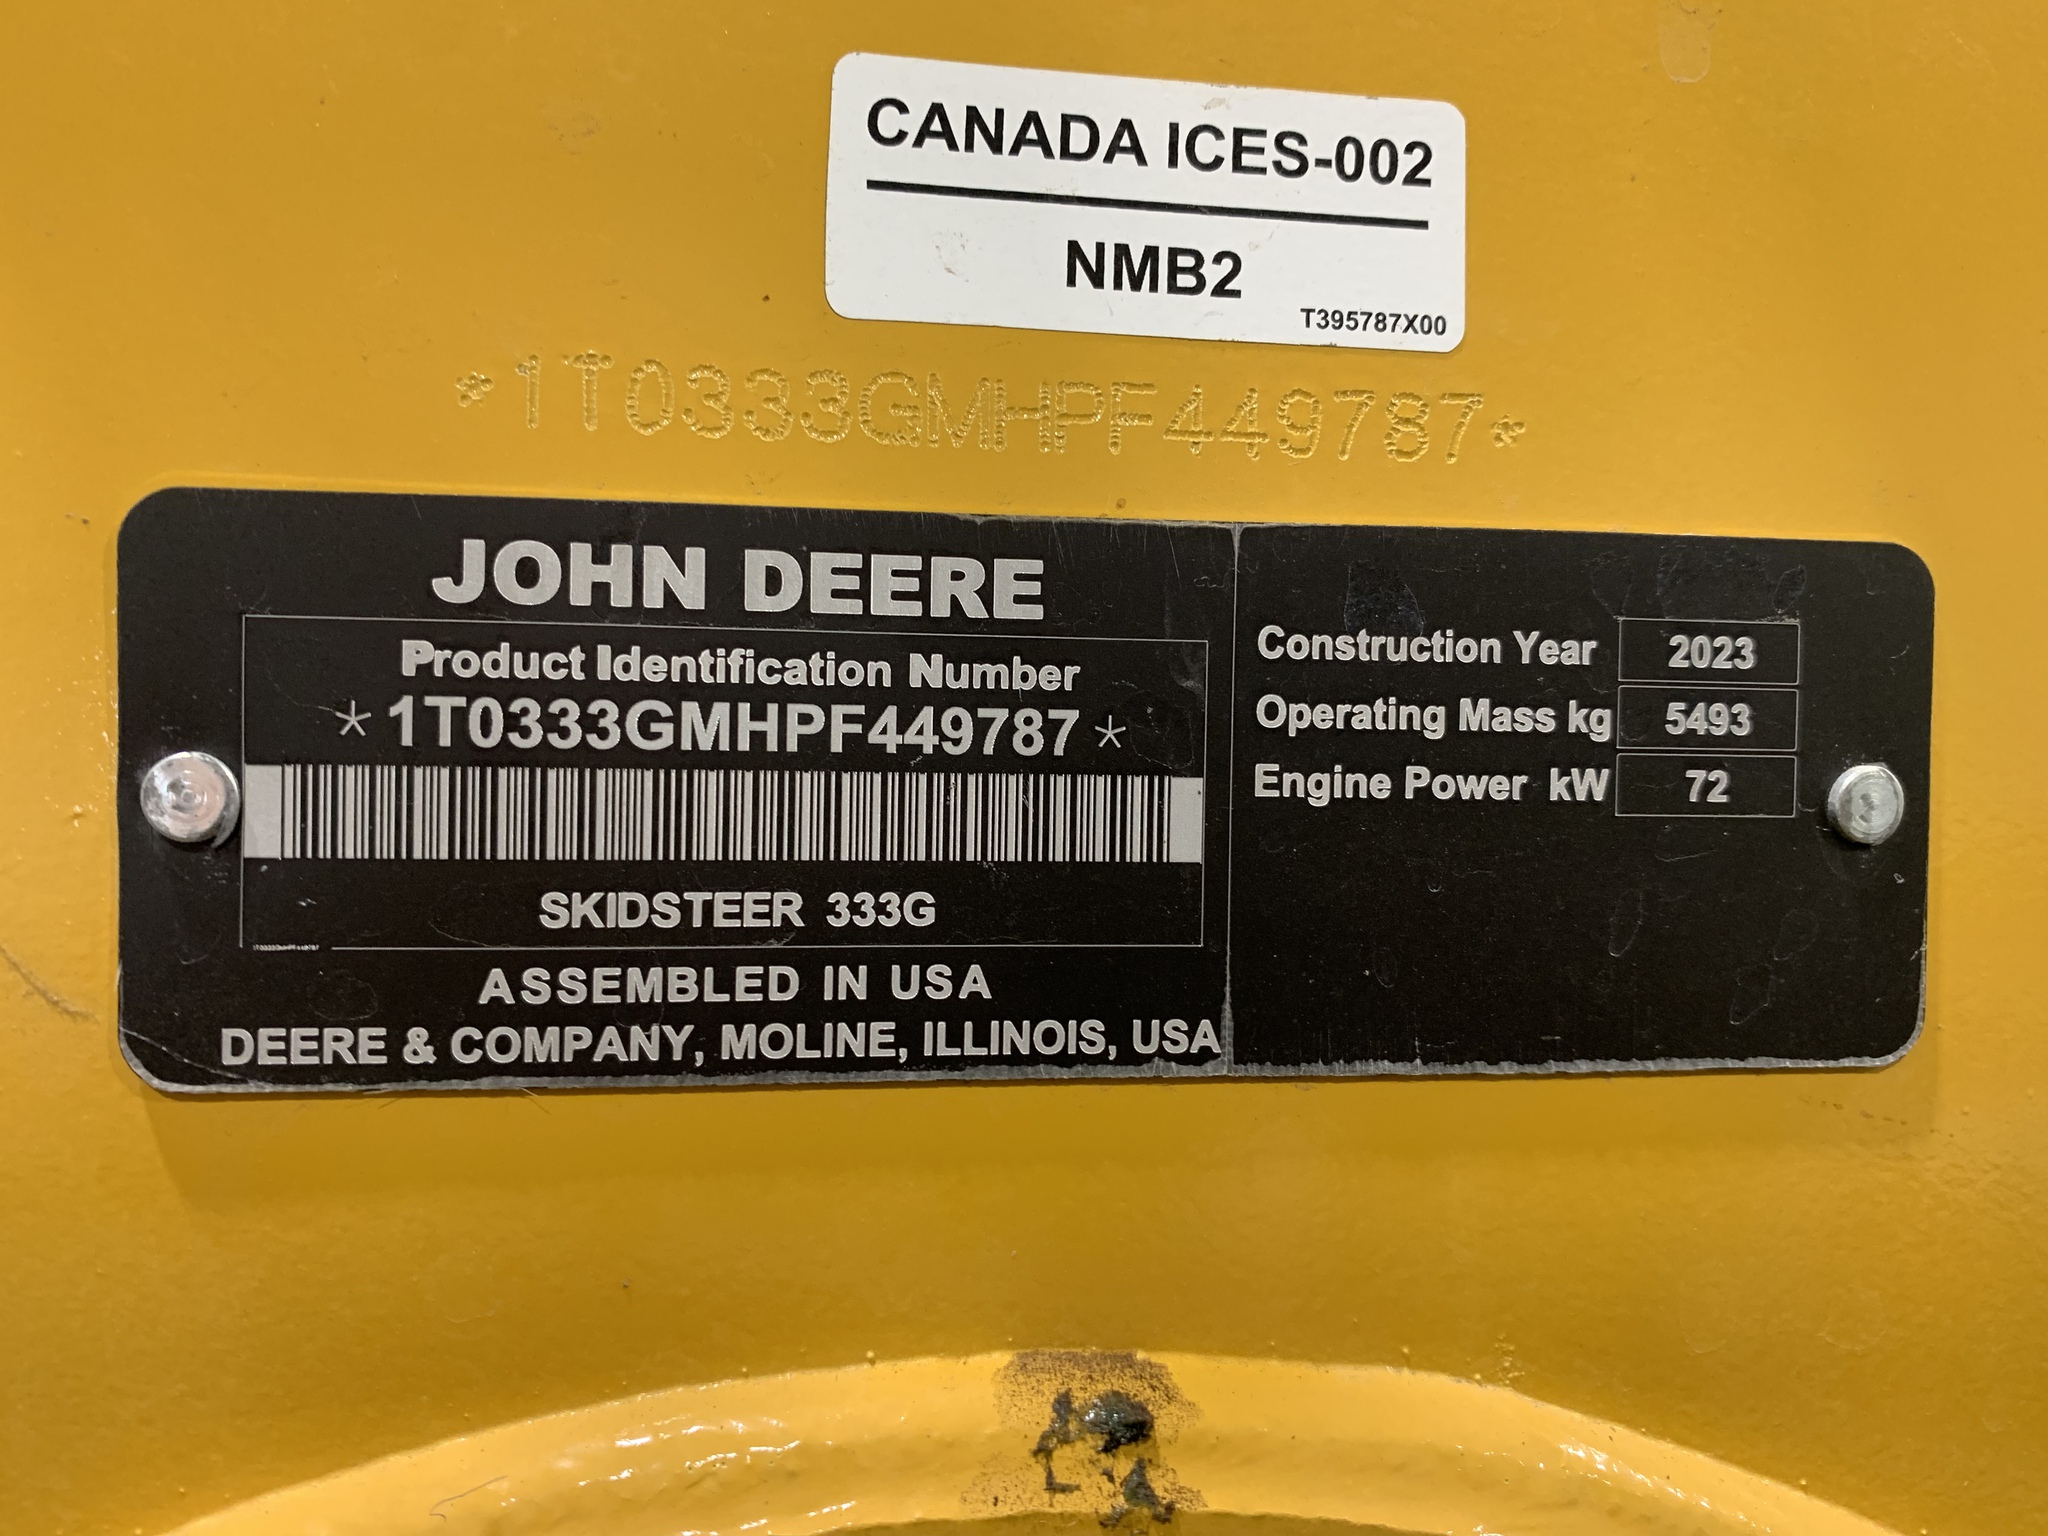 CANADA ICES-002
NMB2
T395787X00
*1T0333GMHPF449787*
JOHN DEERE
Product Identification Number
*1T0333GMHPF449787*
SKIDSTEER 333G
1T0333GMHPF449787
ASSEMBLED IN USA
DEERE & COMPANY, MOLINE, ILLINOIS, USA
Construction Year 2023
Operating Mass kg 5493
Engine Power kW 72